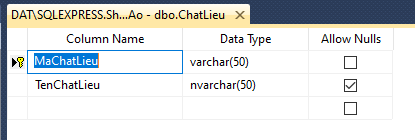 DAT\SQLEXPRESS.Sh...Ao - dbo.ChatLieu
Column Name Data Type Allow Nulls
MaChatLieu varchar(50)
TenChatLieu nvarchar(50)